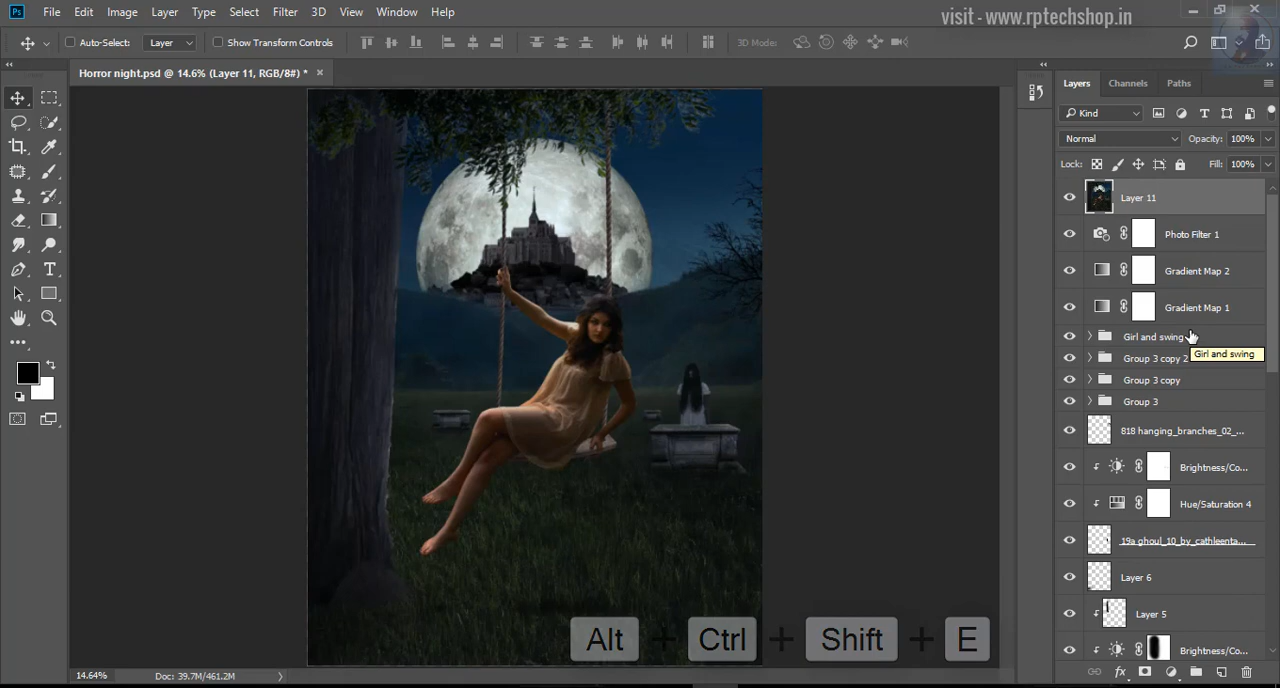 Ps File Edit Image Layer Type Select Filter 3D View Window Help
visit - www.rptechshop.in
Auto-Select: Layer Show Transform Controls 3D Mode:
Horror night.psd @ 14.6% (Layer 11, RGB/8#) * ×
Layers Channels Paths
Kind
Normal Opacity: 100%
Lock: Fill: 100%
Layer 11
Photo Filter 1
Gradient Map 2
Gradient Map 1
Girl and swing
Girl and swing
Group 3 copy 2
Group 3 copy
Group 3
818 hanging_branches_02_...
Brightness/Co...
Hue/Saturation 4
19a ghoul_10_by_cathleenta...
Layer 6
Layer 5
Brightness/Co...
Alt + Ctrl + Shift + E
14.64% Doc: 39.7M/461.2M